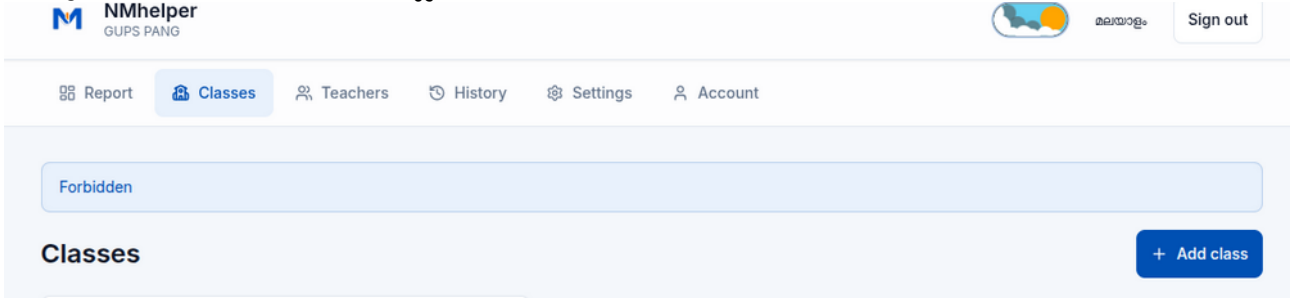 NMhelper
GUPS PANG
മലയാളം
Sign out
Report
Classes
Teachers
History
Settings
Account
Forbidden
Classes
+ Add class